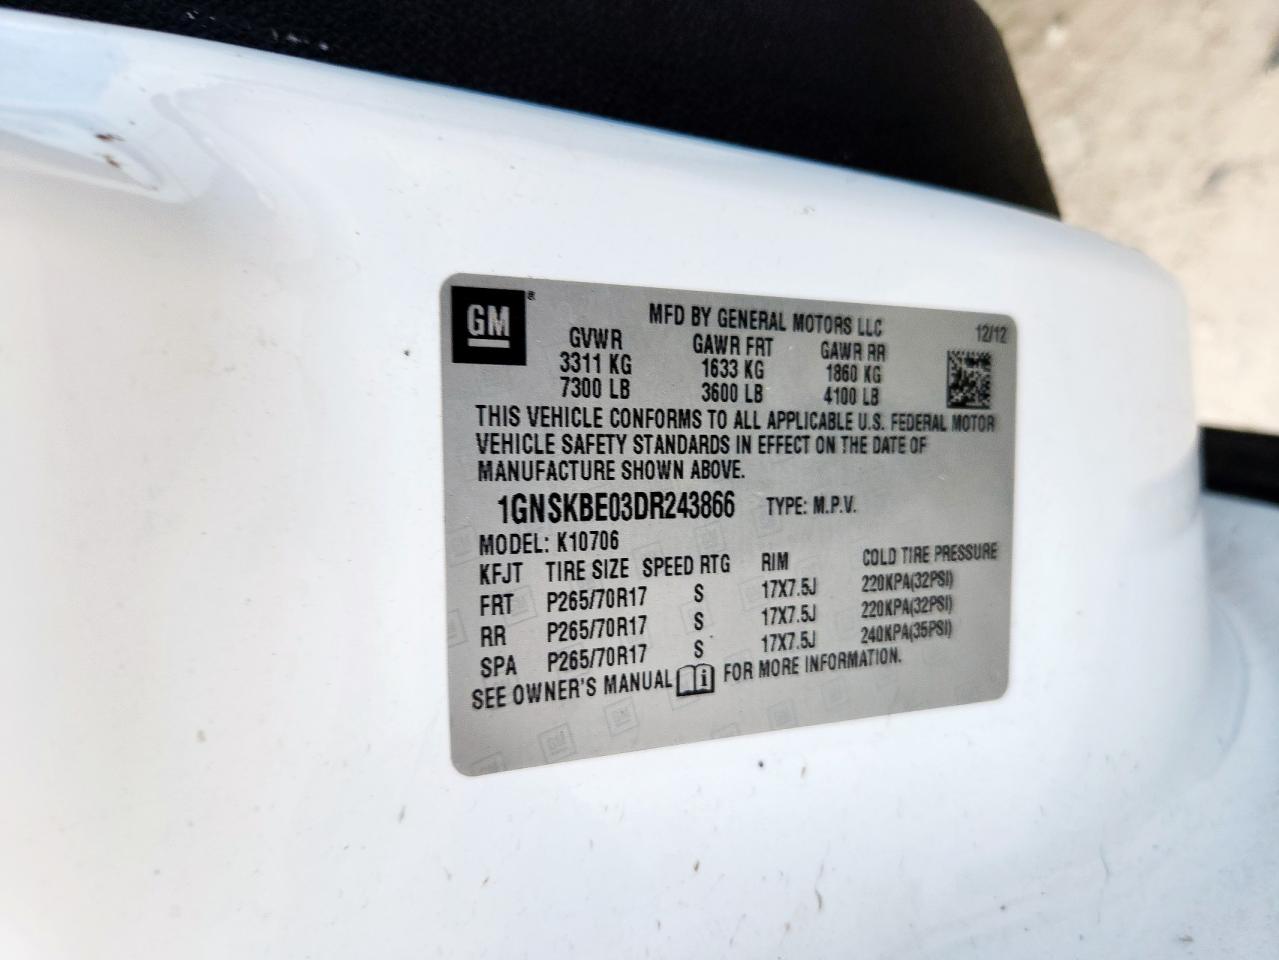 GM ®
MFD BY GENERAL MOTORS LLC 12/12
GVWR GAWR FRT GAWR RR
3311 KG 1633 KG 1860 KG
7300 LB 3600 LB 4100 LB
THIS VEHICLE CONFORMS TO ALL APPLICABLE U.S. FEDERAL MOTOR
VEHICLE SAFETY STANDARDS IN EFFECT ON THE DATE OF
MANUFACTURE SHOWN ABOVE.
1GNSKBE03DR243866 TYPE: M.P.V.
MODEL: K10706
KFJT TIRE SIZE SPEED RTG RIM COLD TIRE PRESSURE
FRT P265/70R17 S 17X7.5J 220KPA(32PSI)
RR P265/70R17 S 17X7.5J 220KPA(32PSI)
SPA P265/70R17 S 17X7.5J 240KPA(35PSI)
SEE OWNER'S MANUAL i FOR MORE INFORMATION.